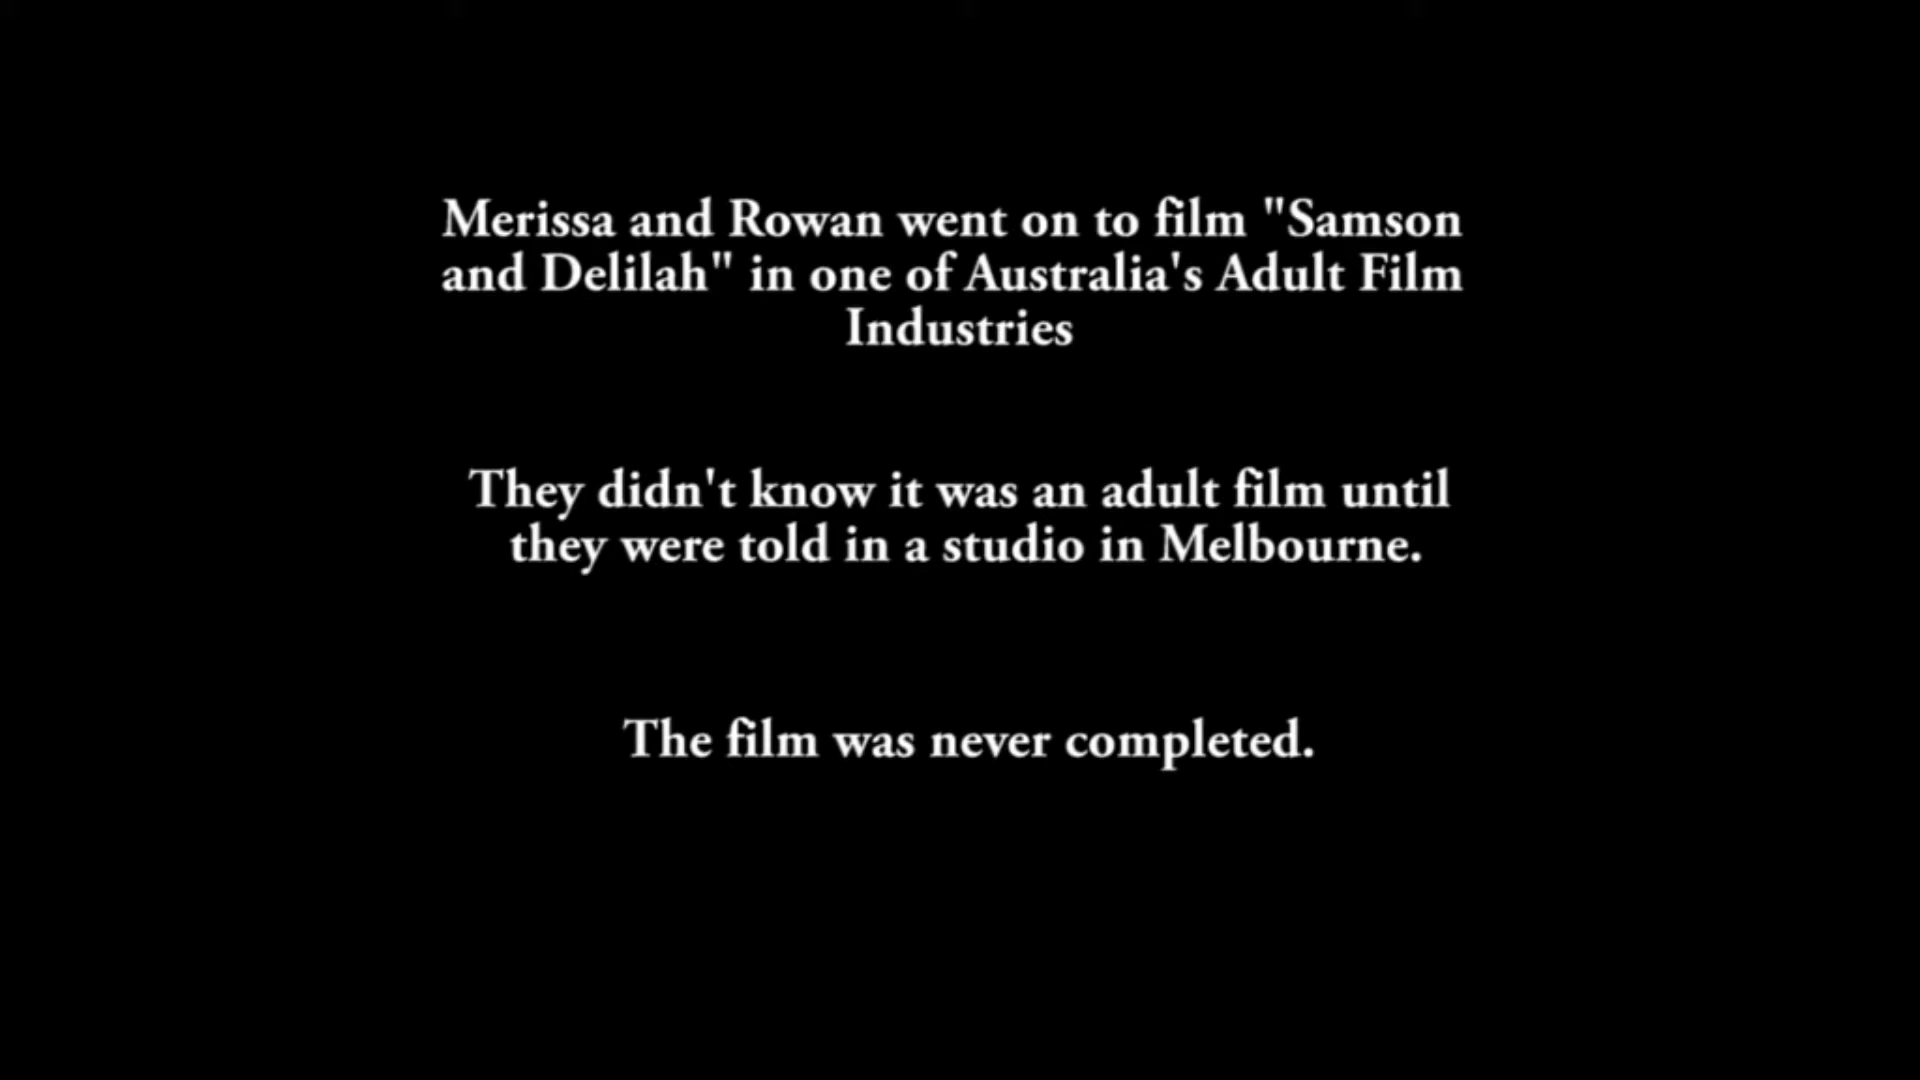 Merissa and Rowan went on to film "Samson
and Delilah" in one of Australia's Adult Film
Industries
They didn't know it was an adult film until
they were told in a studio in Melbourne.
The film was never completed.